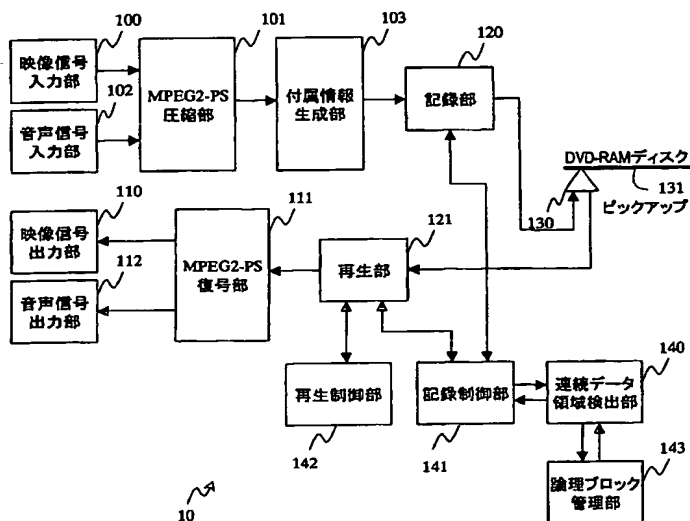 100
101
103
映像信号
入力部
102
音声信号
入力部
MPEG2-PS
圧縮部
付属情報
生成部
120
記録部
DVD-RAMディスク
131
130
ピックアップ
110
映像信号
出力部
112
音声信号
出力部
111
MPEG2-PS
復号部
121
再生部
再生制御部
142
記録制御部
141
140
連続データ
領域検出部
143
論理ブロック
管理部
10